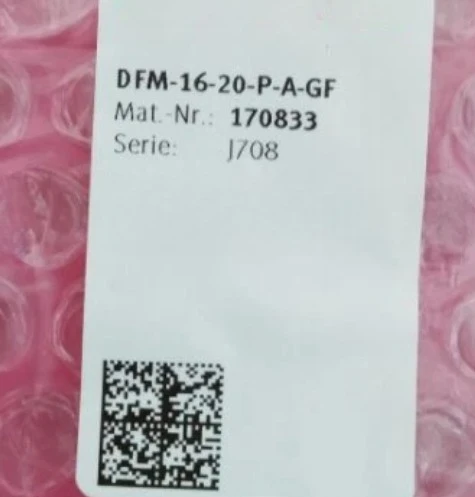 DFM-16-20-P-A-GF
Mat.-Nr.: 170833
Serie: J708